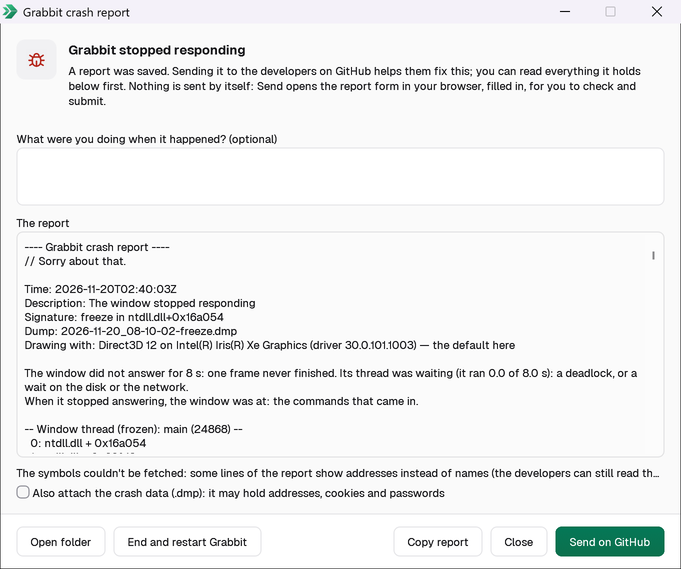 Grabbit crash report
Grabbit stopped responding
A report was saved. Sending it to the developers on GitHub helps them fix this; you can read everything it holds
below first. Nothing is sent by itself: Send opens the report form in your browser, filled in, for you to check and
submit.
What were you doing when it happened? (optional)
The report
---- Grabbit crash report ----
// Sorry about that.
Time: 2026-11-20T02:40:03Z
Description: The window stopped responding
Signature: freeze in ntdll.dll+0x16a054
Dump: 2026-11-20_08-10-02-freeze.dmp
Drawing with: Direct3D 12 on Intel(R) Iris(R) Xe Graphics (driver 30.0.101.1003) — the default here
The window did not answer for 8 s: one frame never finished. Its thread was waiting (it ran 0.0 of 8.0 s): a deadlock, or a
wait on the disk or the network.
When it stopped answering, the window was at: the commands that came in.
-- Window thread (frozen): main (24868) --
0: ntdll.dll + 0x16a054
The symbols couldn't be fetched: some lines of the report show addresses instead of names (the developers can still read th...
Also attach the crash data (.dmp): it may hold addresses, cookies and passwords
Open folder
End and restart Grabbit
Copy report
Close
Send on GitHub